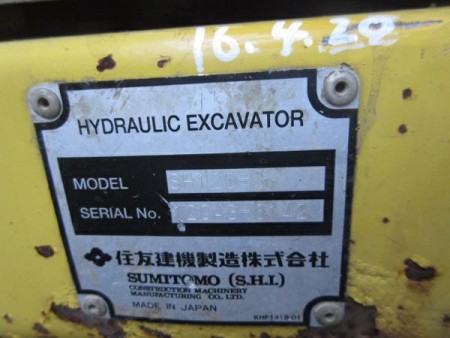 16.4.22
HYDRAULIC EXCAVATOR
MODEL
SERIAL No.
住友建機製造株式会社
SUMITOMO (S.H.I.)
CONSTRUCTION MACHINERY
MANUFACTURING CO. LTD.
MADE IN JAPAN